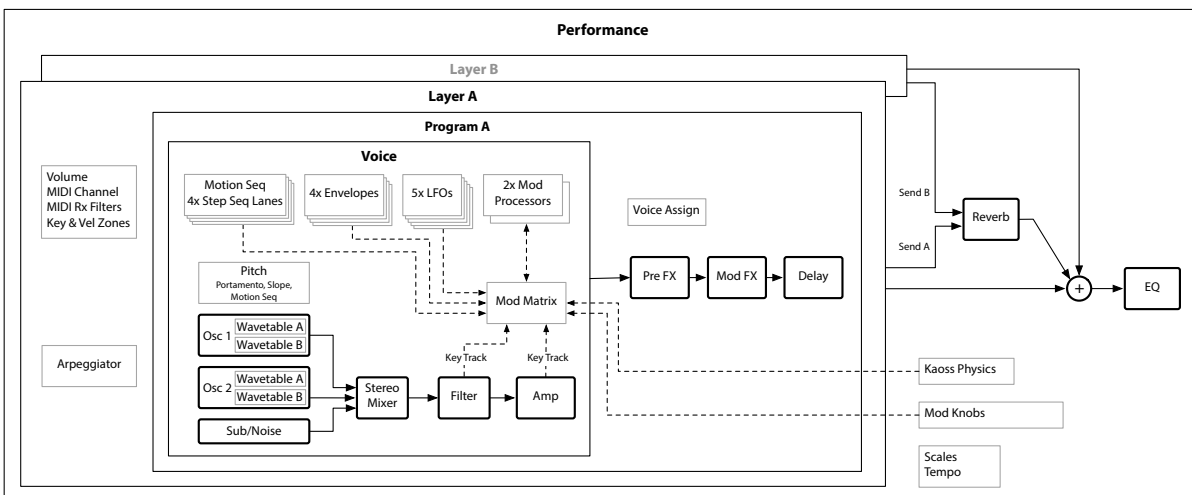 Performance
Layer B
Layer A
Program A
Voice
Volume
MIDI Channel
MIDI Rx Filters
Key & Vel Zones
Motion Seq
4x Step Seq Lanes
4x Envelopes
5x LFOs
2x Mod
Processors
Voice Assign
Send B
Reverb
Send A
Pitch
Portamento, Slope,
Motion Seq
Mod Matrix
Pre FX
Mod FX
Delay
+
EQ
Osc 1
Wavetable A
Wavetable B
Arpeggiator
Key Track
Key Track
Kaoss Physics
Osc 2
Wavetable A
Wavetable B
Stereo
Mixer
Filter
Amp
Mod Knobs
Sub/Noise
Scales
Tempo